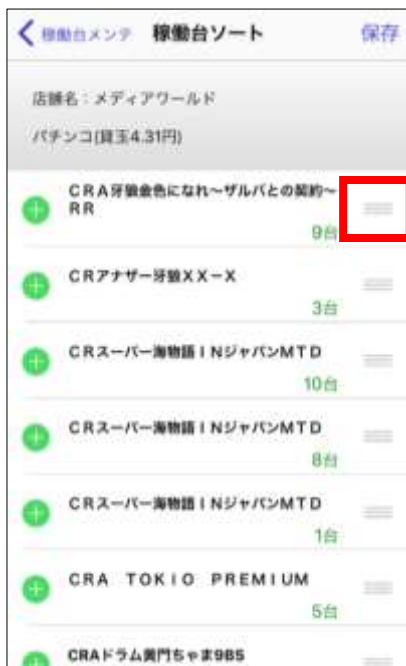 稼働台メンテ 稼働台ソート 保存
店舗名：メディアワールド
パチンコ(貸玉4.31円)
ＣＲＡ牙狼金色になれ～ザルバとの契約～
ＲＲ
9台
ＣＲアナザー牙狼ＸＸ－Ｘ
3台
ＣＲスーパー海物語ＩＮジャパンＭＴＤ
10台
ＣＲスーパー海物語ＩＮジャパンＭＴＤ
8台
ＣＲスーパー海物語ＩＮジャパンＭＴＤ
1台
ＣＲＡ　ＴＯＫＩＯ　ＰＲＥＭＩＵＭ
5台
CRAドラム黄門ちゃま9B5